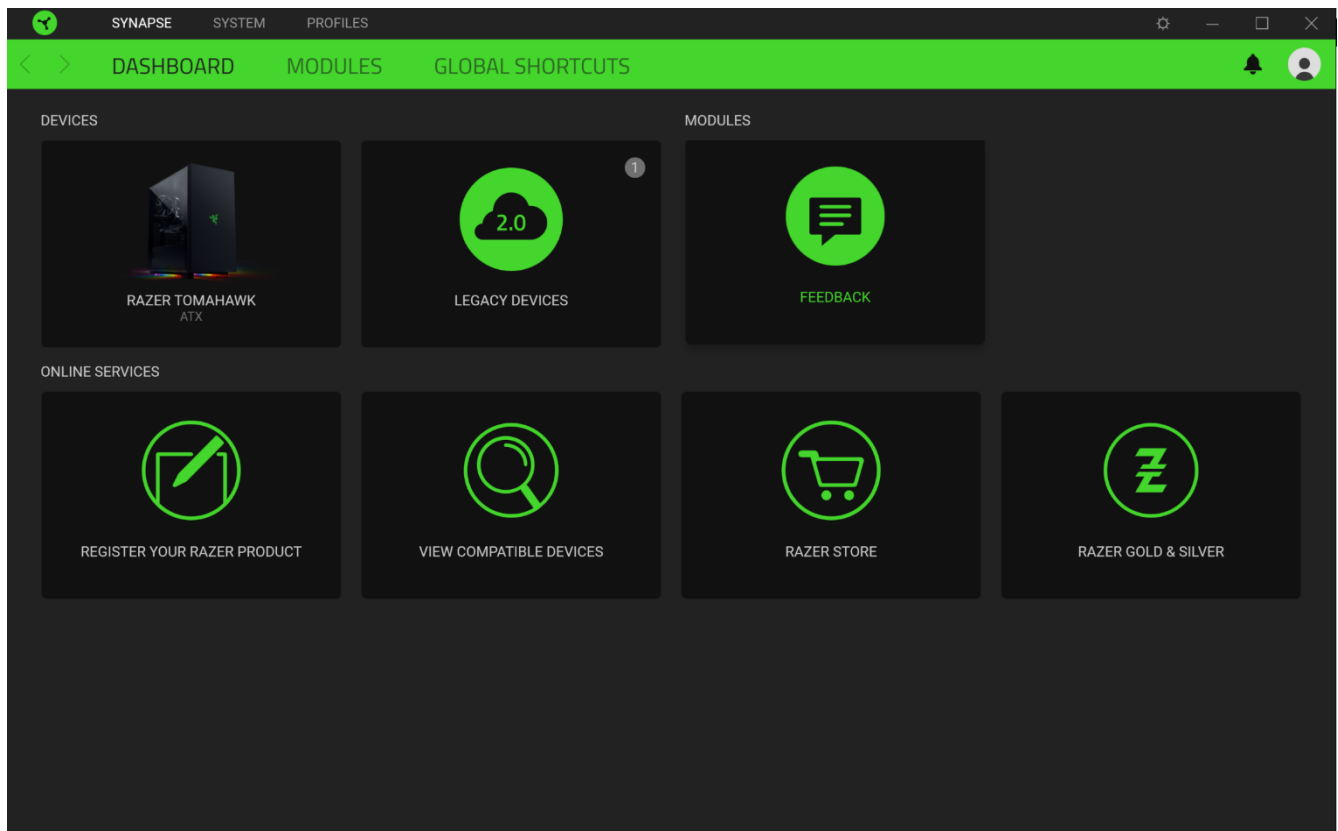 SYNAPSE SYSTEM PROFILES
DASHBOARD MODULES GLOBAL SHORTCUTS
DEVICES
MODULES
RAZER TOMAHAWK
ATX
1
2.0
LEGACY DEVICES
FEEDBACK
ONLINE SERVICES
REGISTER YOUR RAZER PRODUCT
VIEW COMPATIBLE DEVICES
RAZER STORE
RAZER GOLD & SILVER